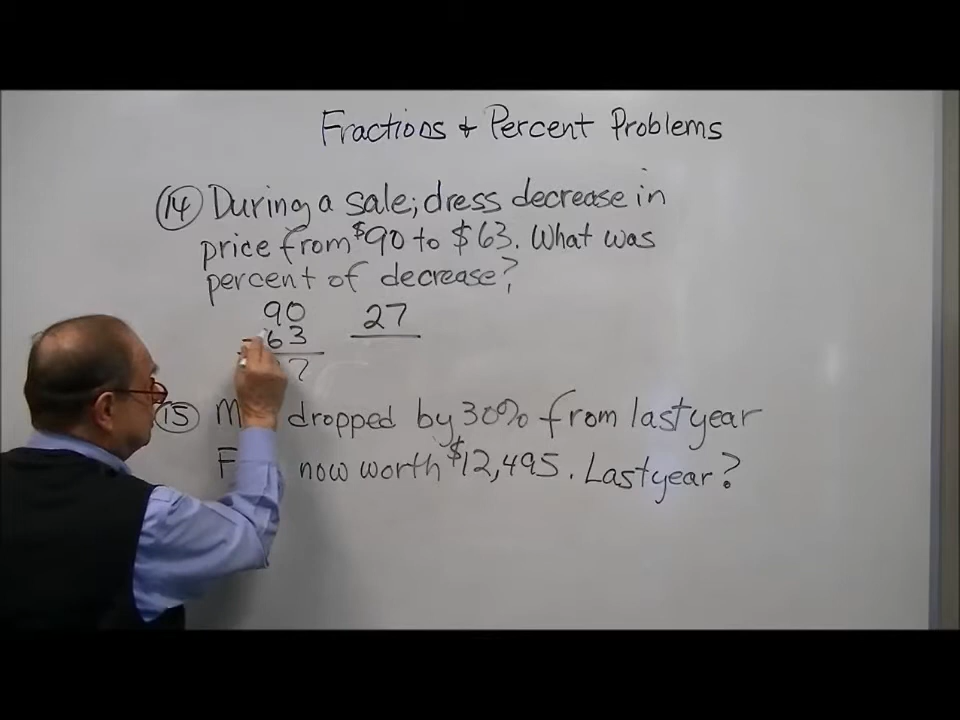 Fractions + Percent Problems
(14) During a sale; dress decrease in
price from $90 to $63. What was
percent of decrease?
90 27
- 63
7
(15) M dropped by 30% from last year
F now worth $12,495. Last year?